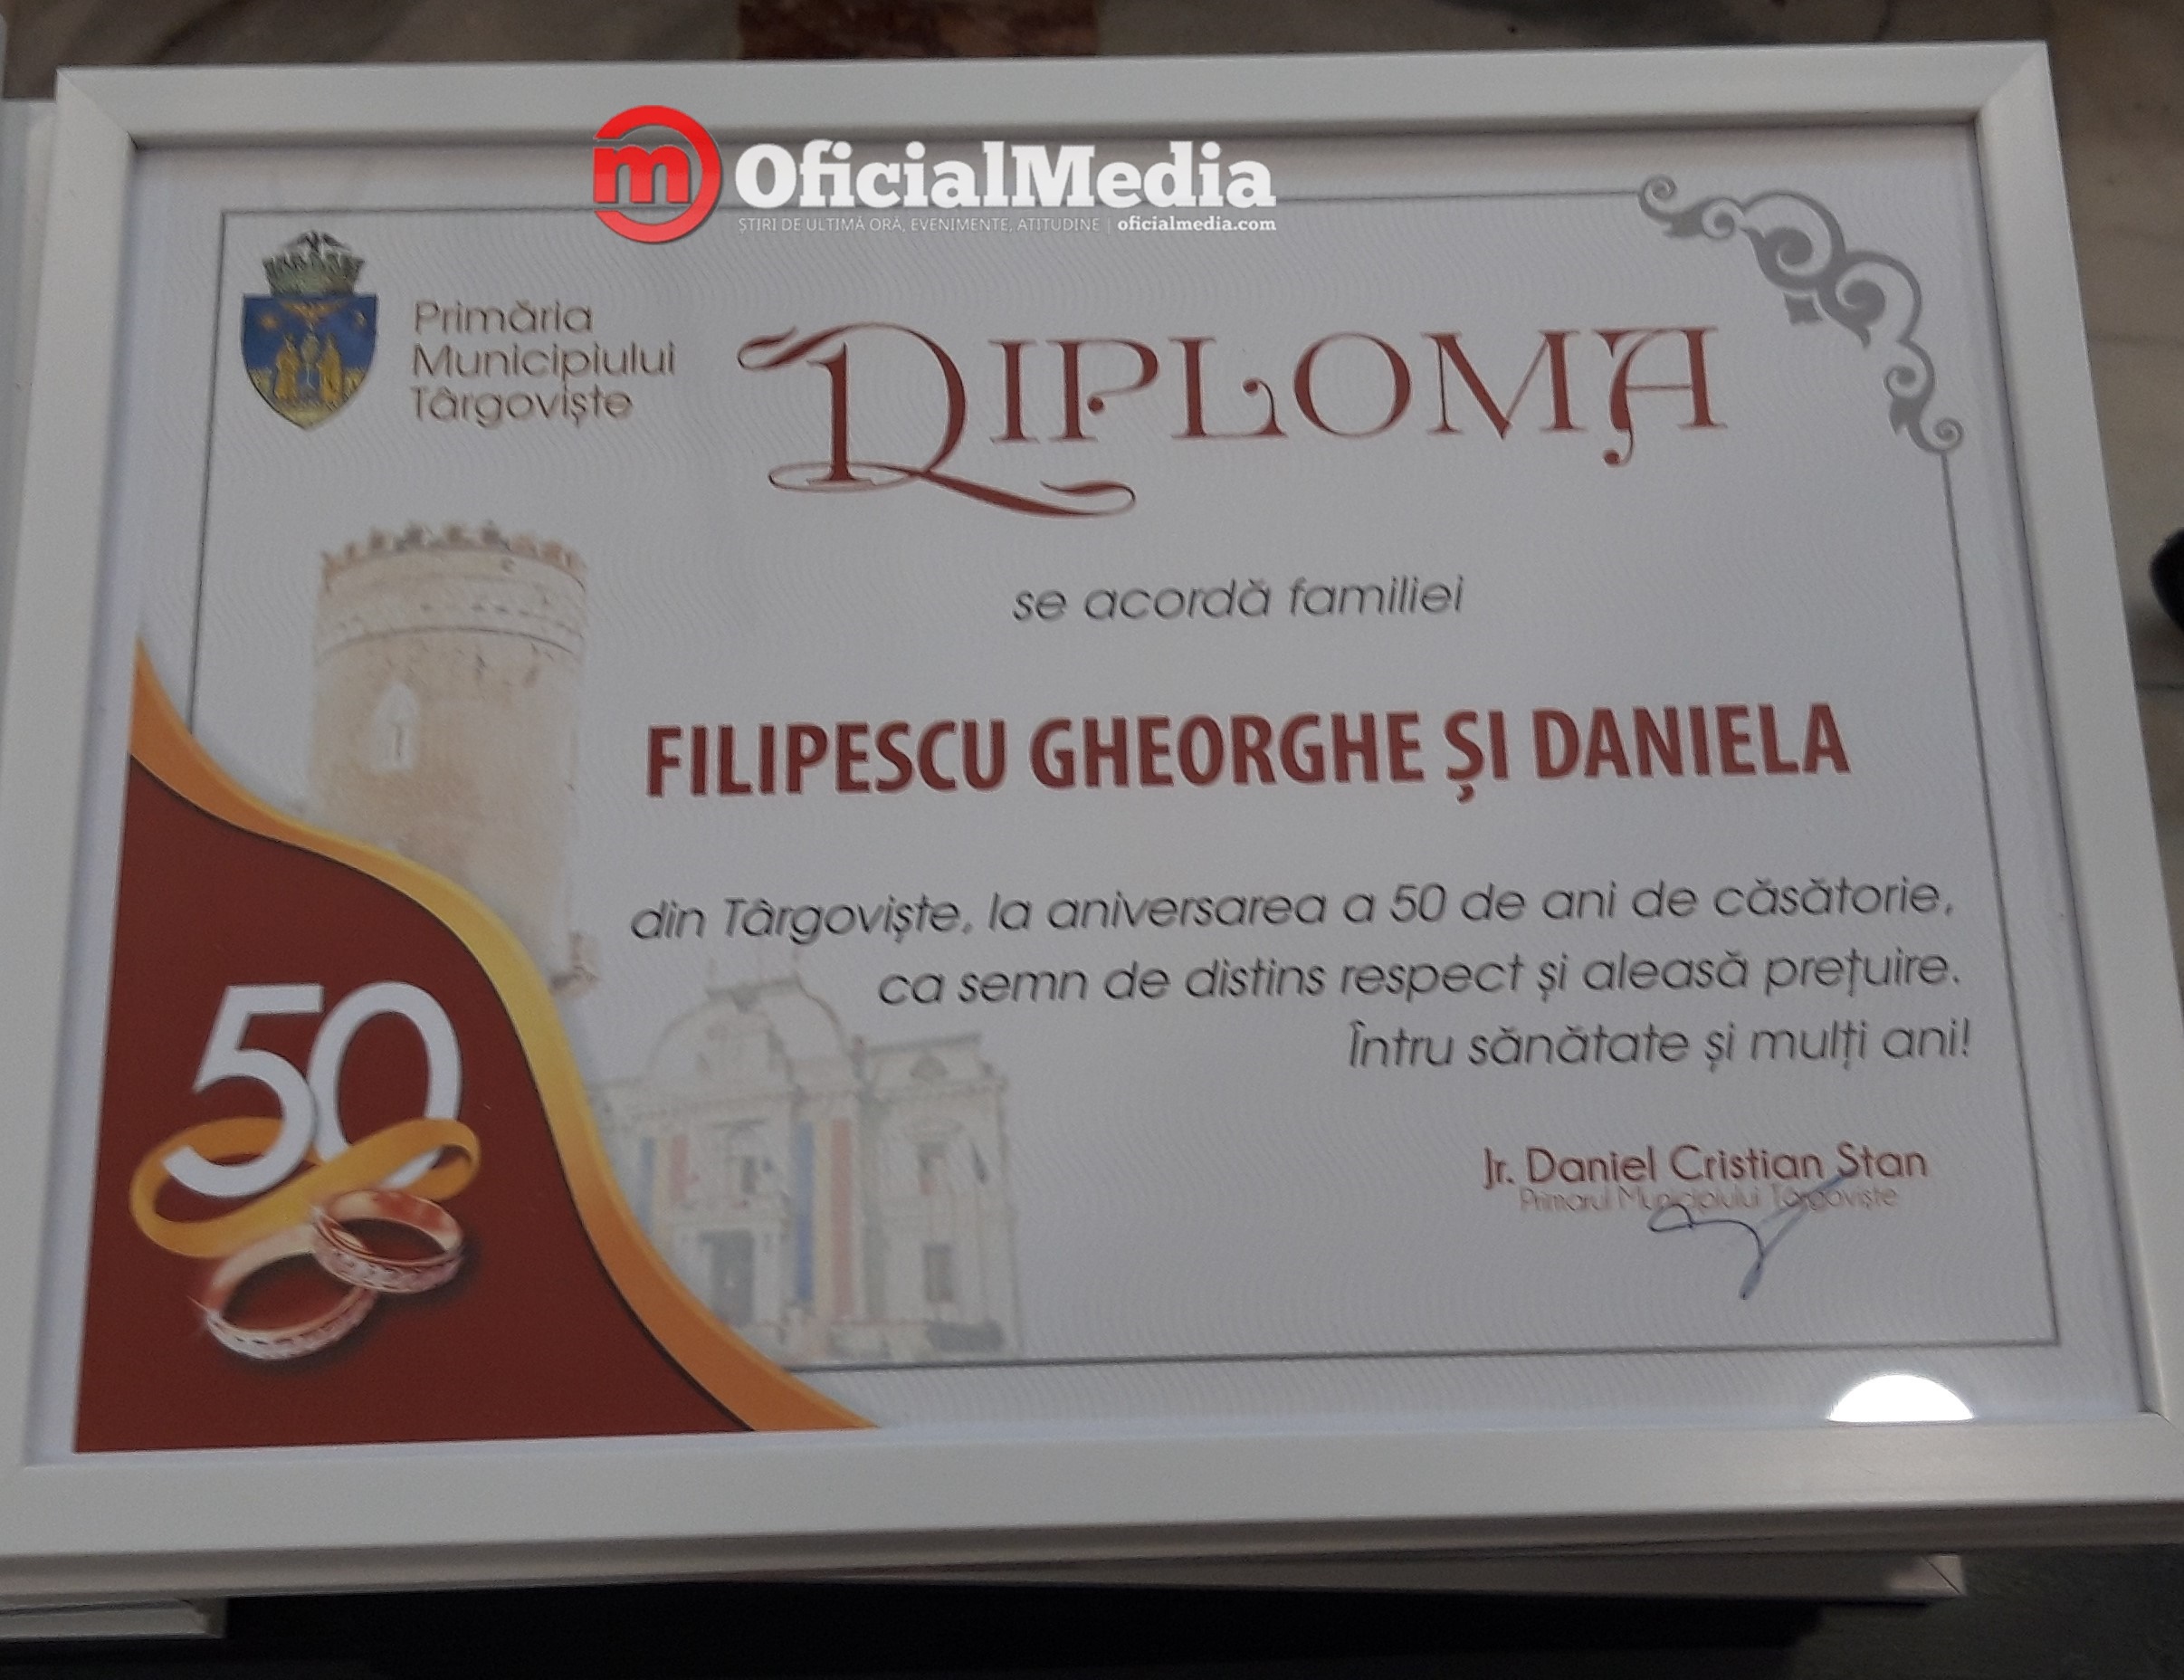 m OficialMedia
ȘTIRI DE ULTIMĂ ORĂ, EVENIMENTE, ATITUDINE | oficialmedia.com
Primăria
Municipiului
Târgoviște
DIPLOMA
se acordă familiei
FILIPESCU GHEORGHE ȘI DANIELA
din Târgoviște, la aniversarea a 50 de ani de căsătorie,
ca semn de distins respect și aleasă prețuire.
Întru sănătate și mulți ani!
50
Jr. Daniel Cristian Stan
Primarul Municipiului Târgoviște